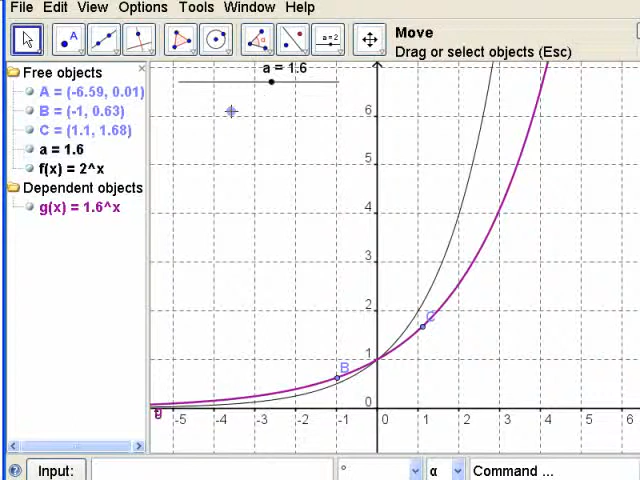 File Edit View Options Tools Window Help
A
a = 2
Move
Drag or select objects (Esc)
Free objects
A = (-6.59, 0.01)
B = (-1, 0.63)
C = (1.1, 1.68)
a = 1.6
f(x) = 2^x
Dependent objects
g(x) = 1.6^x
a = 1.6
6
5
4
3
2
1
0
B
C
g
-5 -4 -3 -2 -1 0 1 2 3 4 5 6
Input:
°
α
Command ...